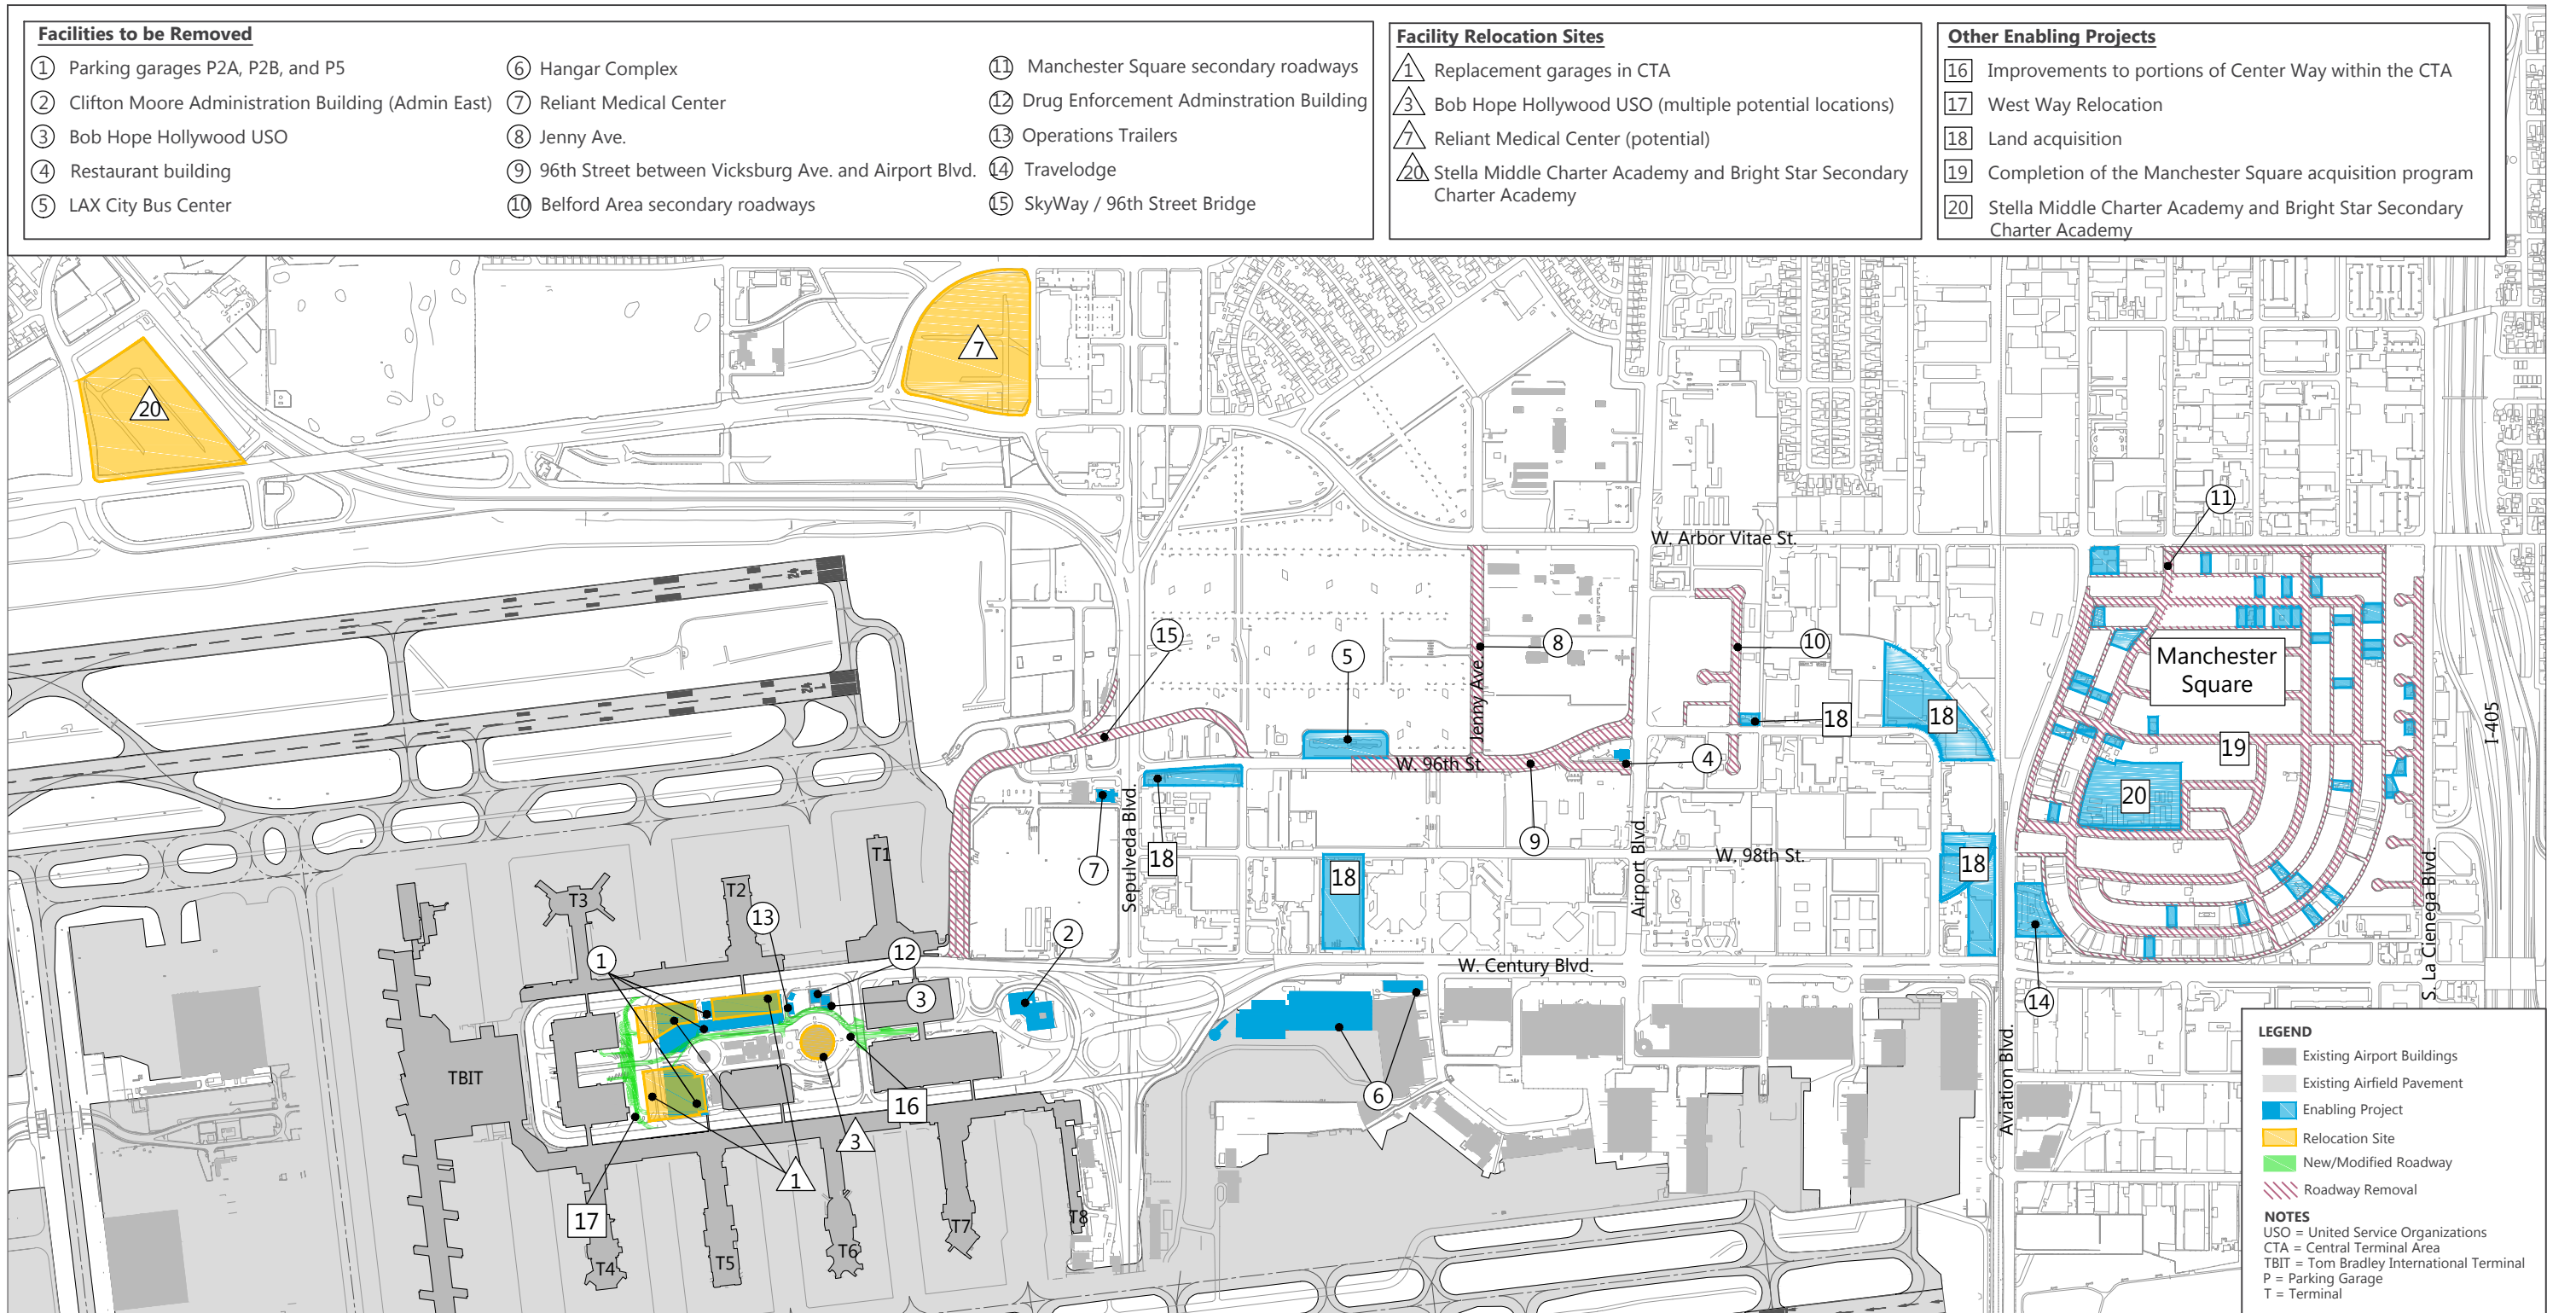 Facilities to be Removed
1 Parking garages P2A, P2B, and P5
2 Clifton Moore Administration Building (Admin East)
3 Bob Hope Hollywood USO
4 Restaurant building
5 LAX City Bus Center
6 Hangar Complex
7 Reliant Medical Center
8 Jenny Ave.
9 96th Street between Vicksburg Ave. and Airport Blvd.
10 Belford Area secondary roadways
11 Manchester Square secondary roadways
12 Drug Enforcement Adminstration Building
13 Operations Trailers
14 Travelodge
15 SkyWay / 96th Street Bridge
Facility Relocation Sites
1 Replacement garages in CTA
3 Bob Hope Hollywood USO (multiple potential locations)
7 Reliant Medical Center (potential)
20 Stella Middle Charter Academy and Bright Star Secondary
Charter Academy
Other Enabling Projects
16 Improvements to portions of Center Way within the CTA
17 West Way Relocation
18 Land acquisition
19 Completion of the Manchester Square acquisition program
20 Stella Middle Charter Academy and Bright Star Secondary
Charter Academy
7
20
11
W. Arbor Vitae St.
15
5
8
10
Manchester
Square
Jenny Ave.
18
18
I-405
19
W. 96th St.
4
20
Sepulveda Blvd.
7
18
9
Airport Blvd.
W. 98th St.
18
18
S. La Cienega Blvd.
T1
T2
T3
13
12
2
1
3
W. Century Blvd.
14
Aviation Blvd.
TBIT
16
6
3
1
17
T4
T5
T6
T7
T8
24
24
LEGEND
Existing Airport Buildings
Existing Airfield Pavement
Enabling Project
Relocation Site
New/Modified Roadway
Roadway Removal
NOTES
USO = United Service Organizations
CTA = Central Terminal Area
TBIT = Tom Bradley International Terminal
P = Parking Garage
T = Terminal